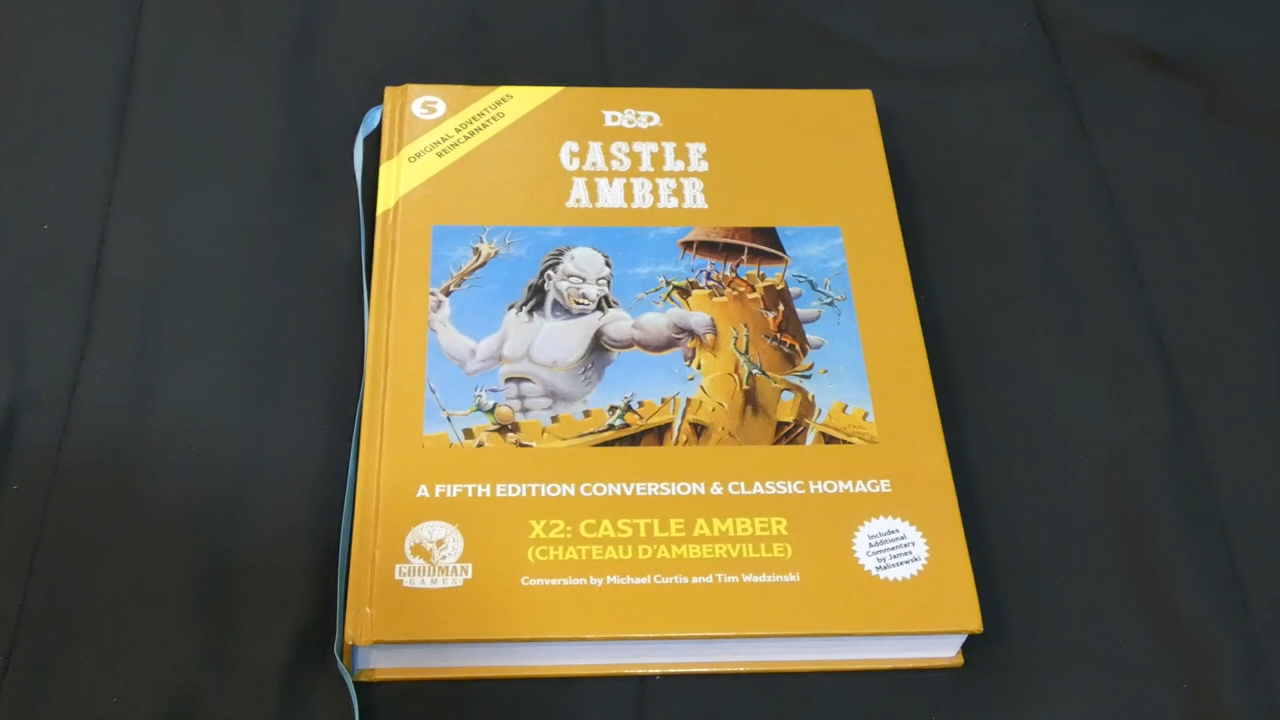 5
ORIGINAL ADVENTURES
REINCARNATED
D&D
CASTLE
AMBER
A FIFTH EDITION CONVERSION & CLASSIC HOMAGE
X2: CASTLE AMBER
(CHATEAU D'AMBERVILLE)
Conversion by Michael Curtis and Tim Wadzinski
GOODMAN
GAMES
Includes
Additional
Commentary
by James
Maliszewski